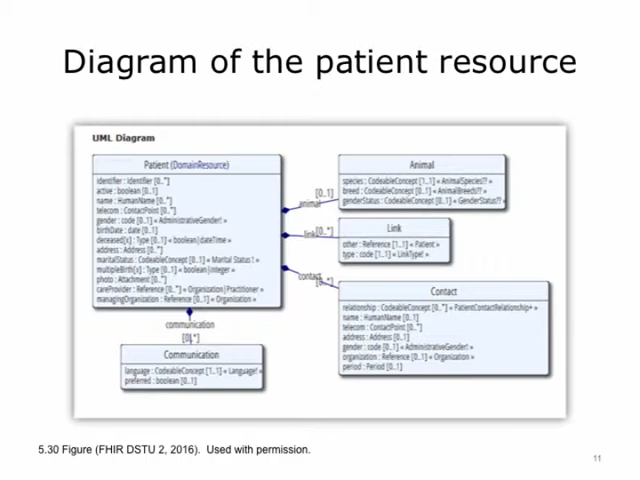 Diagram of the patient resource
UML Diagram
Patient (DomainResource)
identifier : Identifier [0..*]
active : boolean [0..1]
name : HumanName [0..*]
telecom : ContactPoint [0..*]
gender : code [0..1] « AdministrativeGender! »
birthDate : date [0..1]
deceased[x] : Type [0..1] « boolean|dateTime »
address : Address [0..*]
maritalStatus : CodeableConcept [0..1] « Marital Status ! »
multipleBirth[x] : Type [0..1] « boolean|integer »
photo : Attachment [0..*]
careProvider : Reference [0..*] « Organization|Practitioner »
managingOrganization : Reference [0..1] « Organization »
[0..1]
animal
Animal
species : CodeableConcept [1..1] « AnimalSpecies?? »
breed : CodeableConcept [0..1] « AnimalBreeds?? »
genderStatus : CodeableConcept [0..1] « GenderStatus?? »
link
[0..*]
Link
other : Reference [1..1] « Patient »
type : code [1..1] « LinkType! »
contact
[0..*]
Contact
relationship : CodeableConcept [0..*] « PatientContactRelationship+ »
name : HumanName [0..1]
telecom : ContactPoint [0..*]
address : Address [0..1]
gender : code [0..1] « AdministrativeGender! »
organization : Reference [0..1] « Organization »
period : Period [0..1]
communication
[0..*]
Communication
language : CodeableConcept [1..1] « Language! »
preferred : boolean [0..1]
5.30 Figure (FHIR DSTU 2, 2016). Used with permission.
11